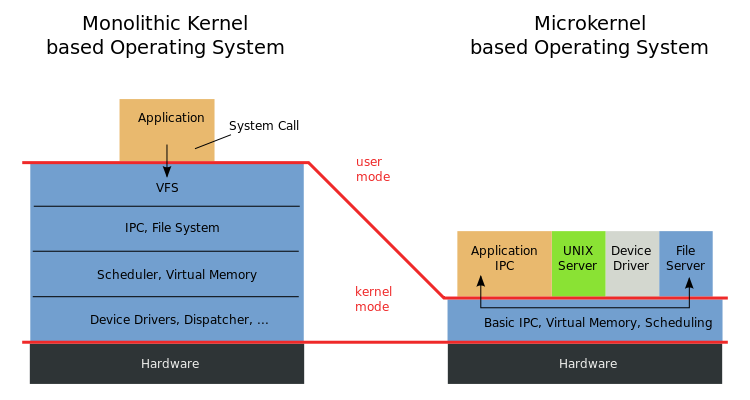 Monolithic Kernel
based Operating System
Microkernel
based Operating System
Application
System Call
VFS
IPC, File System
Scheduler, Virtual Memory
Device Drivers, Dispatcher, ...
Hardware
user
mode
kernel
mode
Application
IPC
UNIX
Server
Device
Driver
File
Server
Basic IPC, Virtual Memory, Scheduling
Hardware